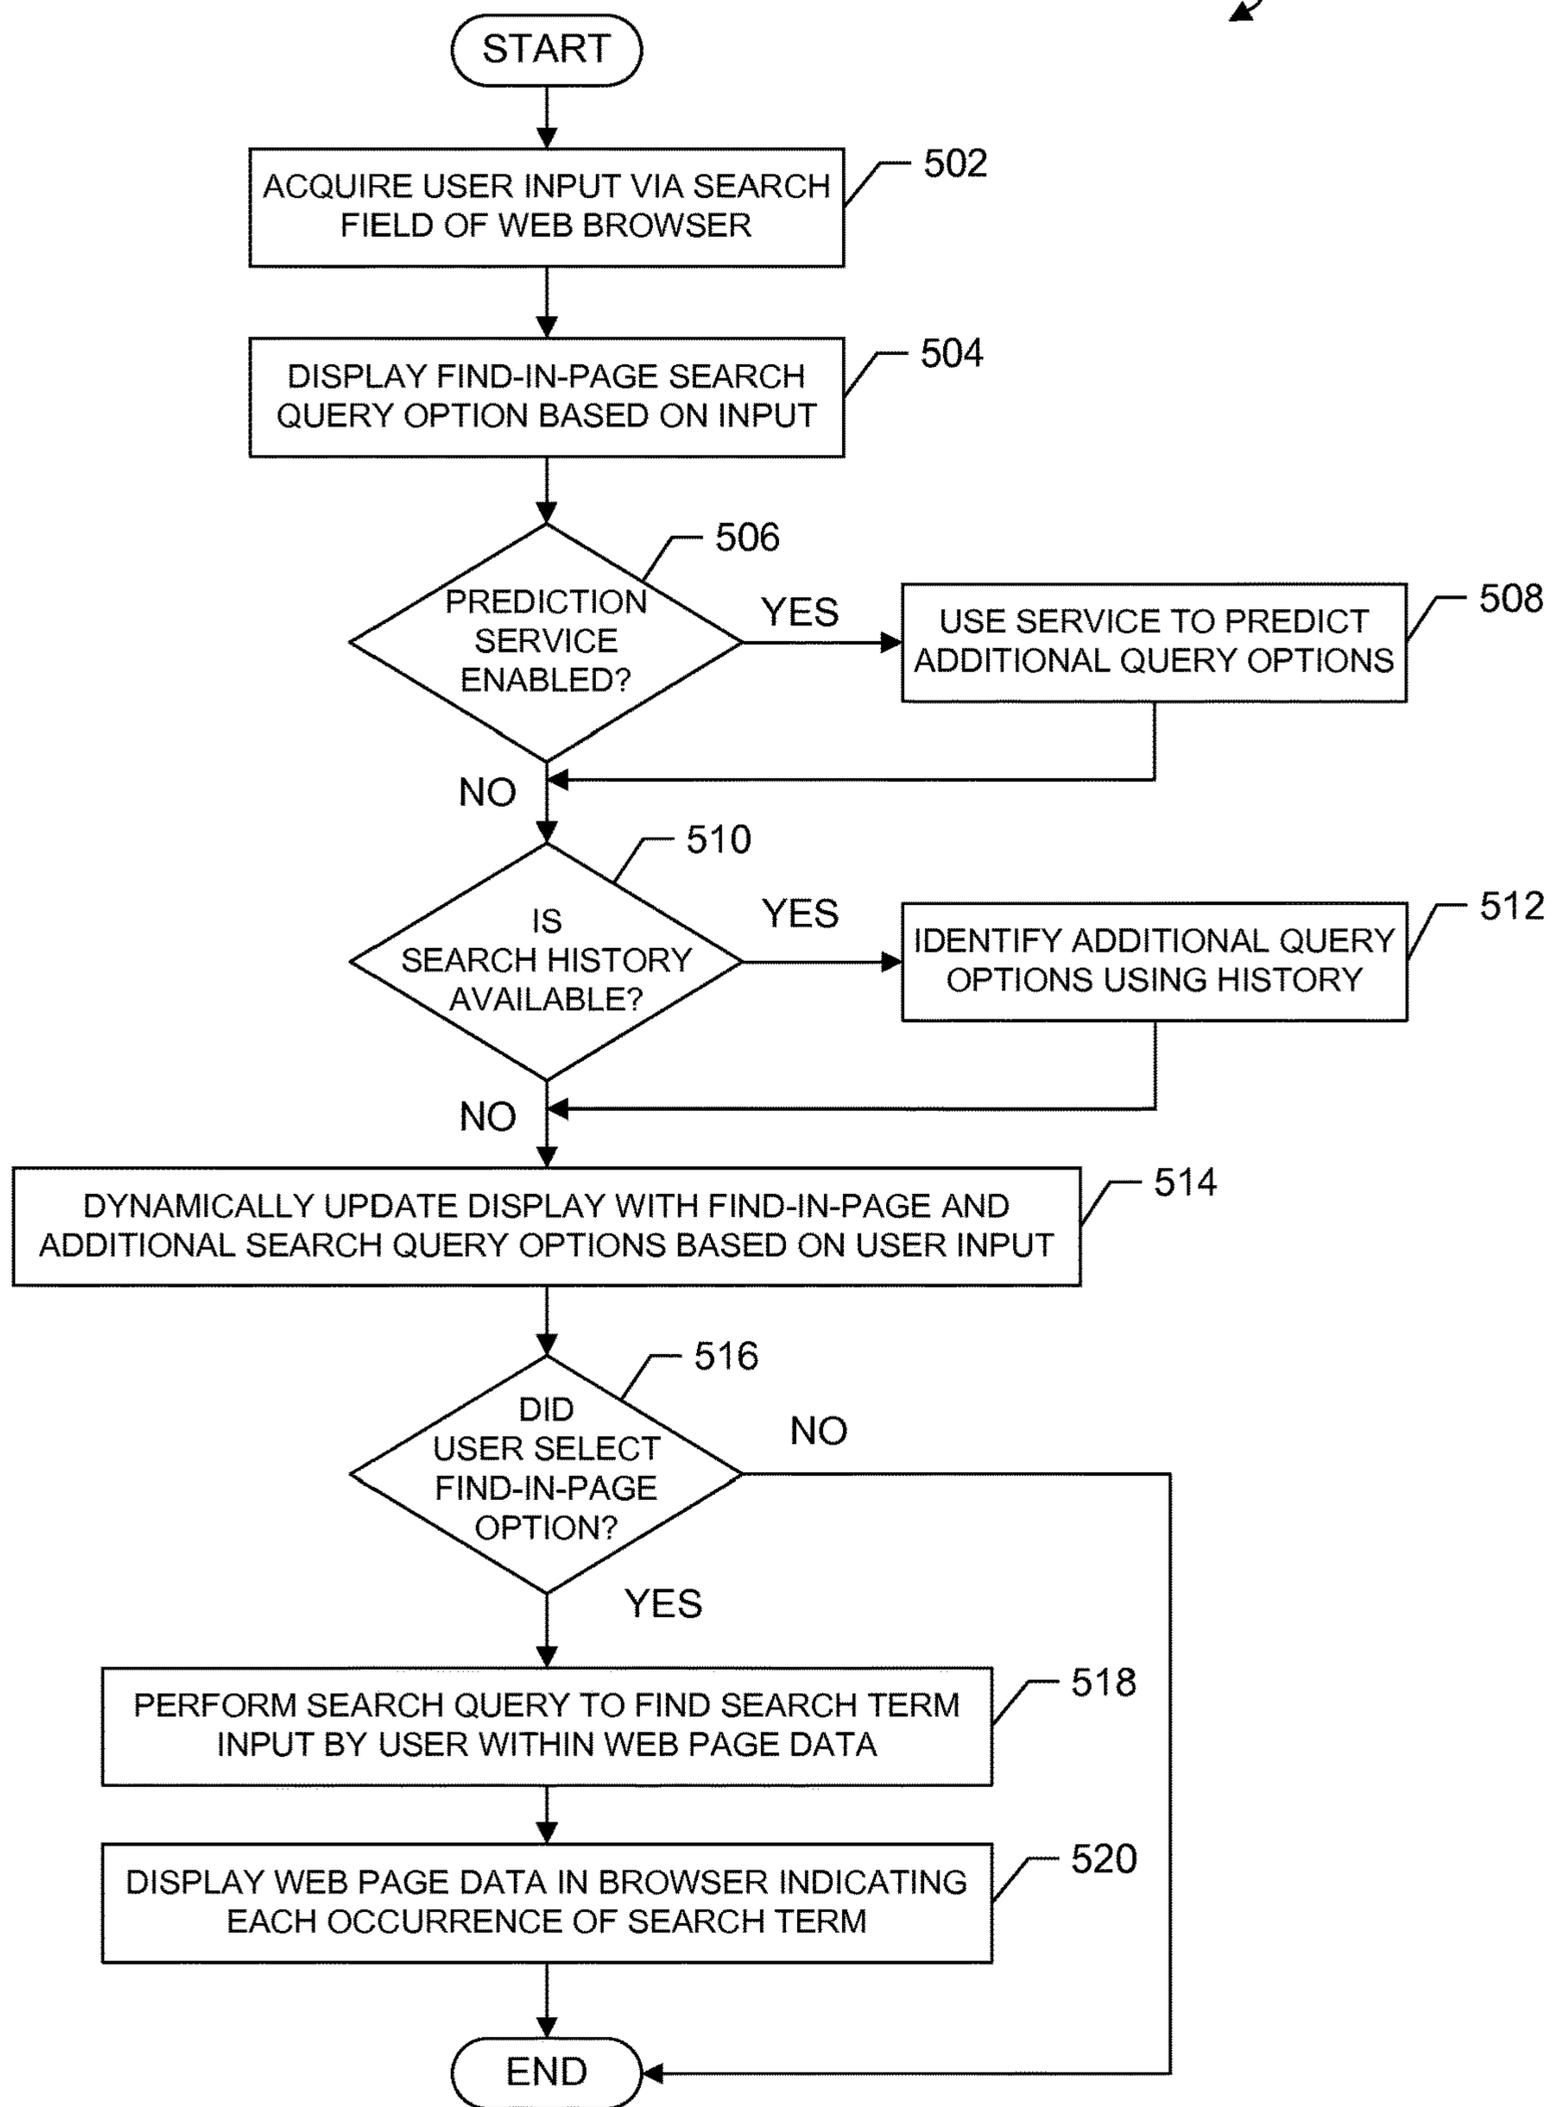 START
502
ACQUIRE USER INPUT VIA SEARCH
FIELD OF WEB BROWSER
504
DISPLAY FIND-IN-PAGE SEARCH
QUERY OPTION BASED ON INPUT
506
PREDICTION
SERVICE
ENABLED?
YES
508
USE SERVICE TO PREDICT
ADDITIONAL QUERY OPTIONS
NO
510
IS
SEARCH HISTORY
AVAILABLE?
YES
512
IDENTIFY ADDITIONAL QUERY
OPTIONS USING HISTORY
NO
514
DYNAMICALLY UPDATE DISPLAY WITH FIND-IN-PAGE AND
ADDITIONAL SEARCH QUERY OPTIONS BASED ON USER INPUT
516
DID
USER SELECT
FIND-IN-PAGE
OPTION?
NO
YES
518
PERFORM SEARCH QUERY TO FIND SEARCH TERM
INPUT BY USER WITHIN WEB PAGE DATA
520
DISPLAY WEB PAGE DATA IN BROWSER INDICATING
EACH OCCURRENCE OF SEARCH TERM
END